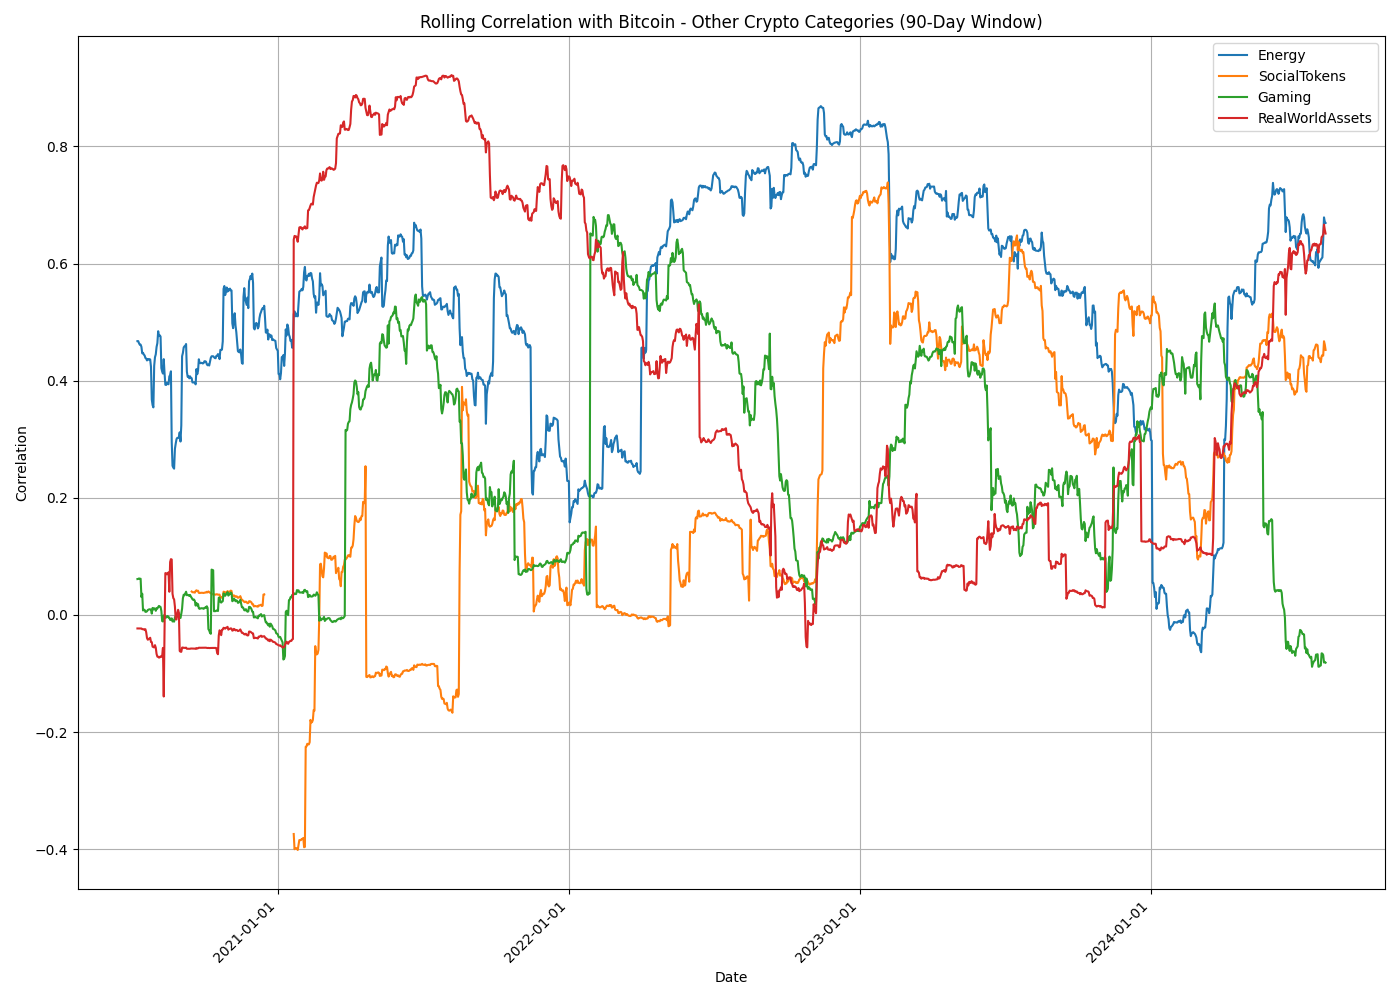 Rolling Correlation with Bitcoin - Other Crypto Categories (90-Day Window)
Energy
SocialTokens
Gaming
RealWorldAssets
Correlation
0.8
0.6
0.4
0.2
0.0
−0.2
−0.4
2021-01-01
2022-01-01
2023-01-01
2024-01-01
Date